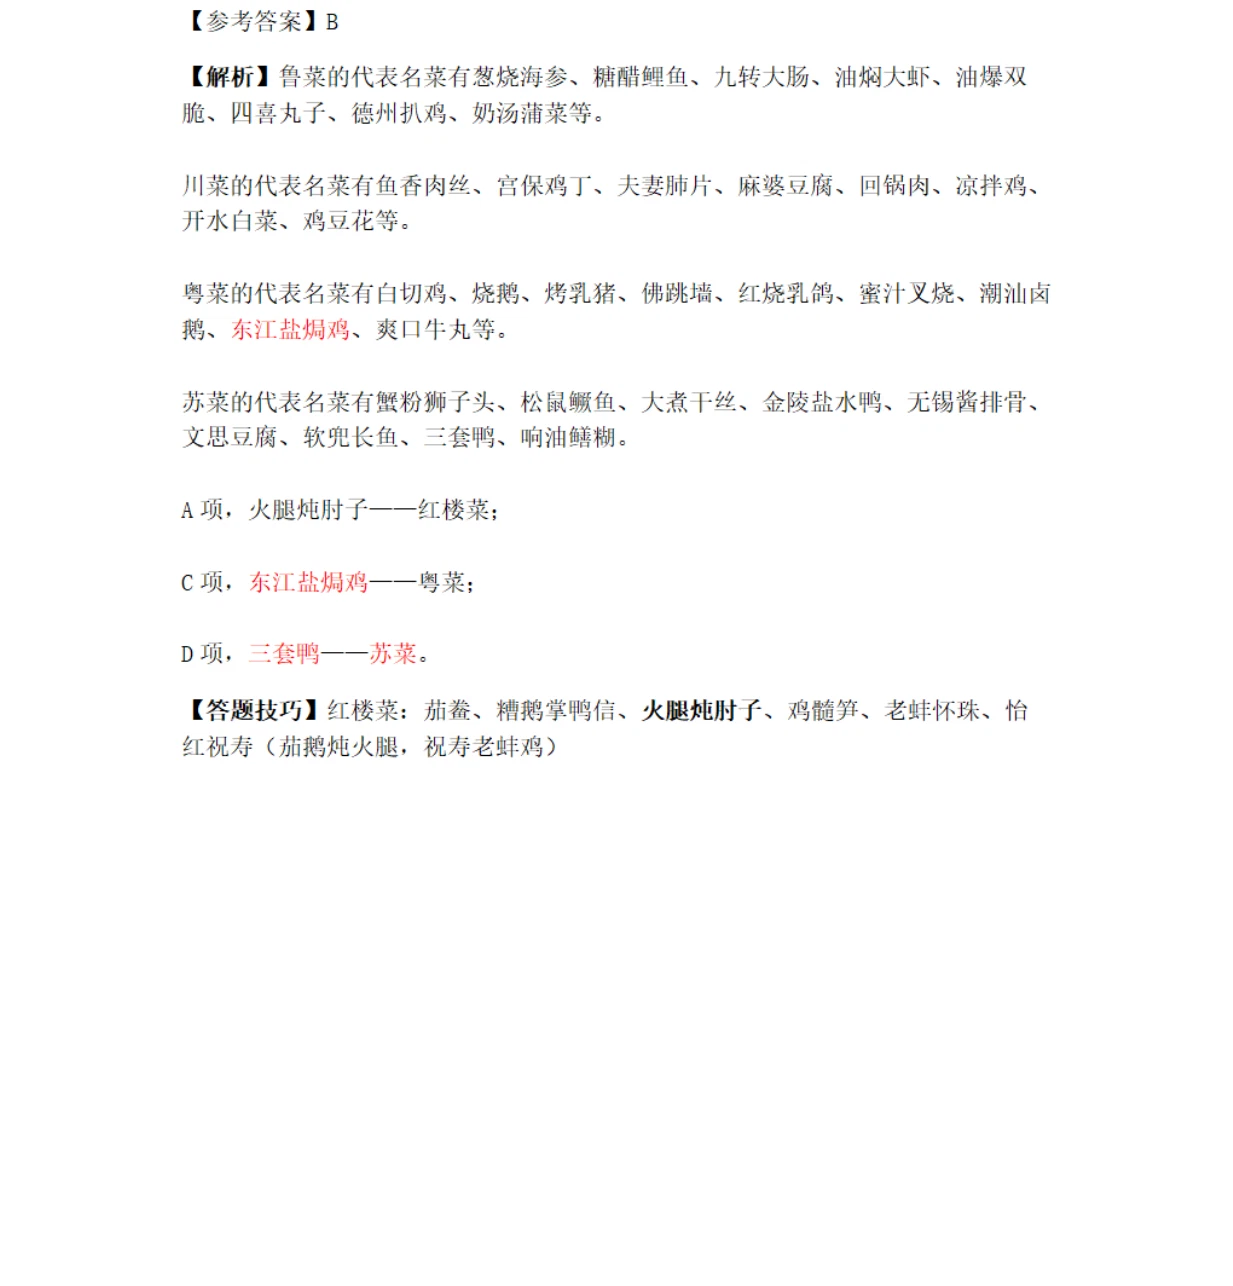 【参考答案】B
【解析】鲁菜的代表名菜有葱烧海参、糖醋鲤鱼、九转大肠、油焖大虾、油爆双
脆、四喜丸子、德州扒鸡、奶汤蒲菜等。
川菜的代表名菜有鱼香肉丝、宫保鸡丁、夫妻肺片、麻婆豆腐、回锅肉、凉拌鸡、
开水白菜、鸡豆花等。
粤菜的代表名菜有白切鸡、烧鹅、烤乳猪、佛跳墙、红烧乳鸽、蜜汁叉烧、潮汕卤
鹅、东江盐焗鸡、爽口牛丸等。
苏菜的代表名菜有蟹粉狮子头、松鼠鳜鱼、大煮干丝、金陵盐水鸭、无锡酱排骨、
文思豆腐、软兜长鱼、三套鸭、响油鳝糊。
A 项，火腿炖肘子——红楼菜；
C 项，东江盐焗鸡——粤菜；
D 项，三套鸭——苏菜。
【答题技巧】红楼菜：茄鲞、糟鹅掌鸭信、火腿炖肘子、鸡髓笋、老蚌怀珠、怡
红祝寿（茄鹅炖火腿，祝寿老蚌鸡）